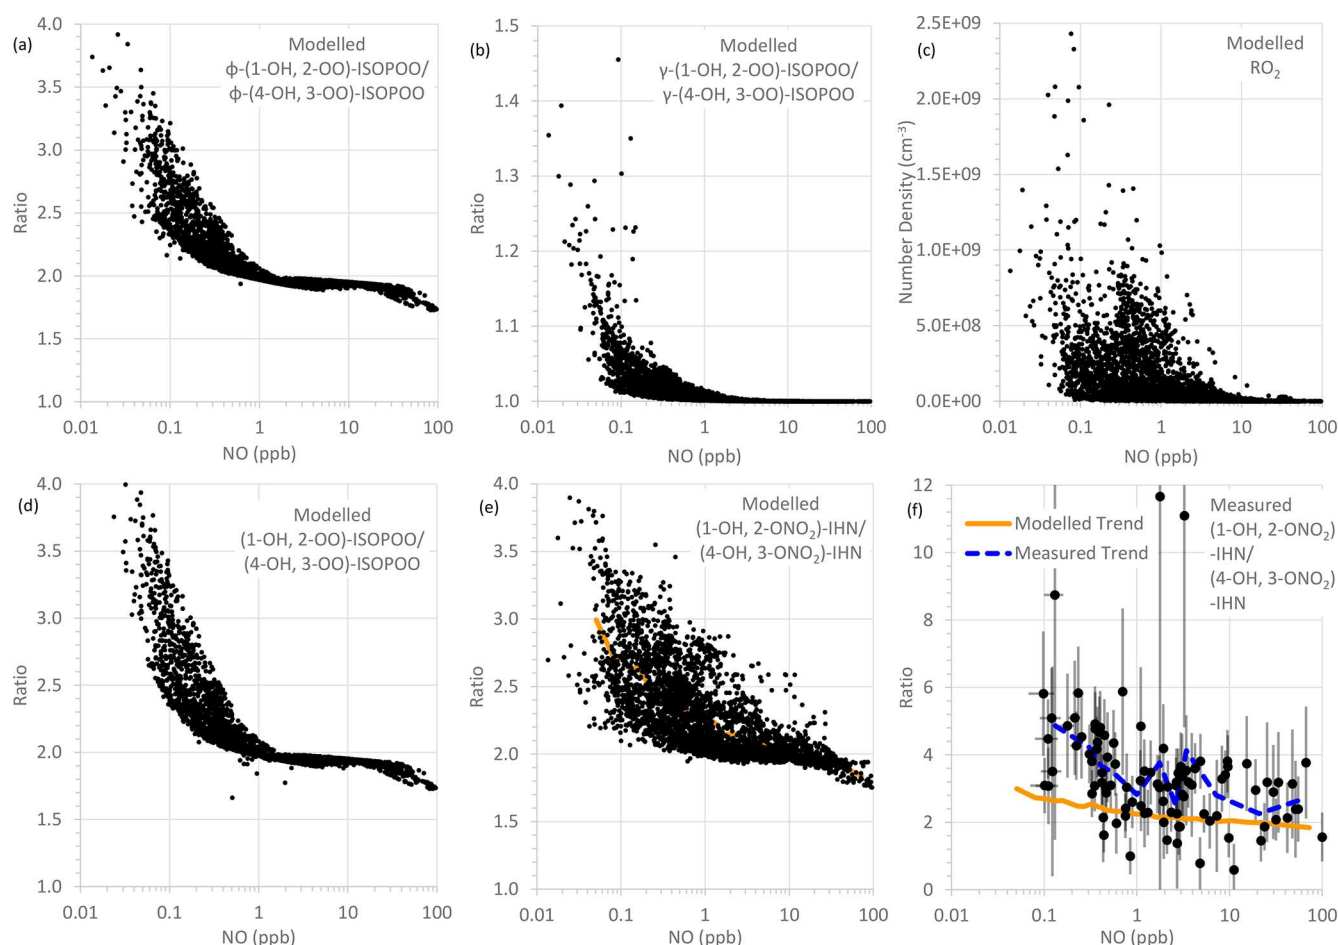 (a)
Modelled
ϕ-(1-OH, 2-OO)-ISOPOO/
ϕ-(4-OH, 3-OO)-ISOPOO
4.0
3.5
3.0
2.5
2.0
1.5
1.0
Ratio
0.01 0.1 1 10 100
NO (ppb)
(b)
Modelled
γ-(1-OH, 2-OO)-ISOPOO/
γ-(4-OH, 3-OO)-ISOPOO
1.5
1.4
1.3
1.2
1.1
1.0
Ratio
0.01 0.1 1 10 100
NO (ppb)
(c)
Modelled
RO₂
2.5E+09
2.0E+09
1.5E+09
1.0E+09
5.0E+08
0.0E+00
Number Density (cm⁻³)
0.01 0.1 1 10 100
NO (ppb)
(d)
Modelled
(1-OH, 2-OO)-ISOPOO/
(4-OH, 3-OO)-ISOPOO
4.0
3.5
3.0
2.5
2.0
1.5
1.0
Ratio
0.01 0.1 1 10 100
NO (ppb)
(e)
Modelled
(1-OH, 2-ONO₂)-IHN/
(4-OH, 3-ONO₂)-IHN
4.0
3.5
3.0
2.5
2.0
1.5
1.0
Ratio
0.01 0.1 1 10 100
NO (ppb)
(f)
Modelled Trend
Measured Trend
Measured
(1-OH, 2-ONO₂)
-IHN/
(4-OH, 3-ONO₂)
-IHN
12
10
8
6
4
2
0
Ratio
0.01 0.1 1 10 100
NO (ppb)